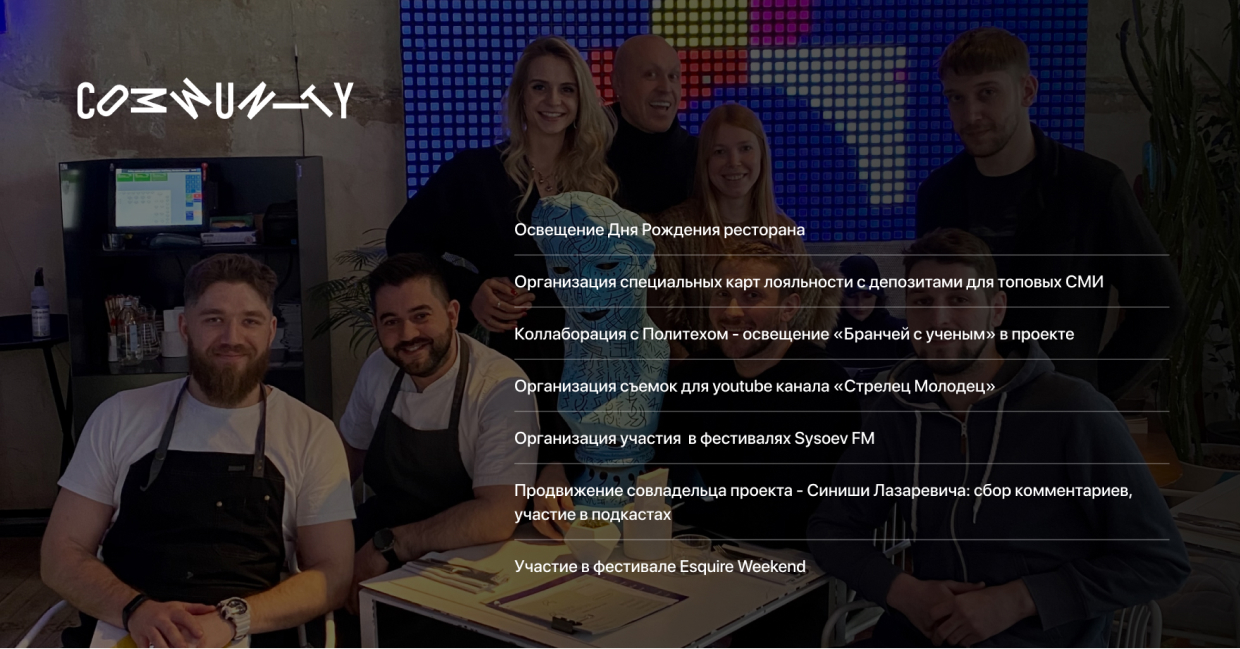 COMMUNITY
Освещение Дня Рождения ресторана
Организация специальных карт лояльности с депозитами для топовых СМИ
Коллаборация с Политехом - освещение «Бранчей с ученым» в проекте
Организация съемок для youtube канала «Стрелец Молодец»
Организация участия в фестивалях Sysoev FM
Продвижение совладельца проекта - Синиши Лазаревича: сбор комментариев,
участие в подкастах
Участие в фестивале Esquire Weekend